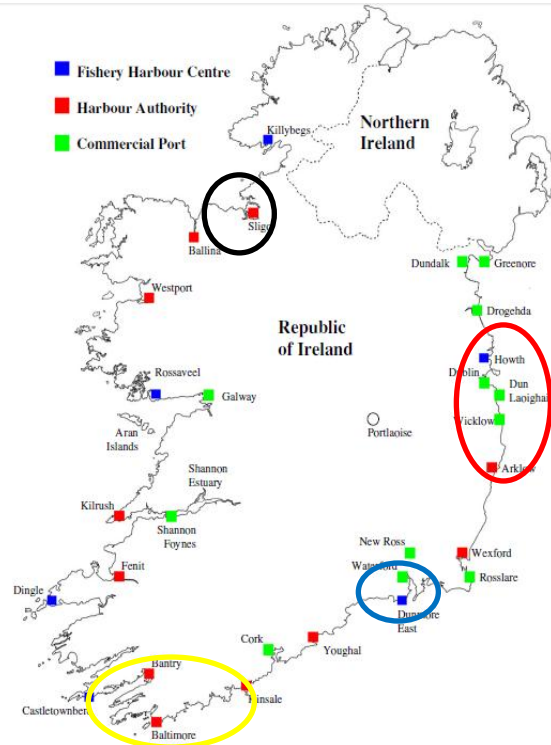 Fishery Harbour Centre
Harbour Authority
Commercial Port
Killybegs
Northern
Ireland
Sligo
Ballina
Dundalk
Greenore
Westport
Drogehda
Republic
of Ireland
Howth
Dublin
Rossaveel
Dun
Laoighaire
Galway
Wicklow
Aran
Islands
Portlaoise
Shannon
Estuary
Arklow
Kilrush
Shannon
Foynes
New Ross
Wexford
Fenit
Waterford
Rosslare
Dingle
Dunmore
East
Cork
Youghal
Bantry
Kinsale
Castletownbere
Baltimore